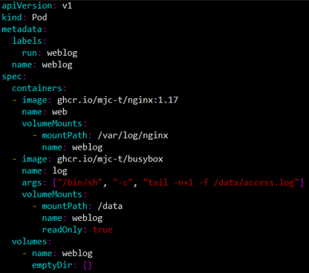 apiVersion: v1
kind: Pod
metadata:
  labels:
    run: weblog
  name: weblog
spec:
  containers:
  - image: ghcr.io/mjc-t/nginx:1.17
    name: web
    volumeMounts:
      - mountPath: /var/log/nginx
        name: weblog
  - image: ghcr.io/mjc-t/busybox
    name: log
    args: ["/bin/sh", "-c", "tail -n+1 -f /data/access.log"]
    volumeMounts:
      - mountPath: /data
        name: weblog
        readOnly: true
  volumes:
    - name: weblog
      emptyDir: {}